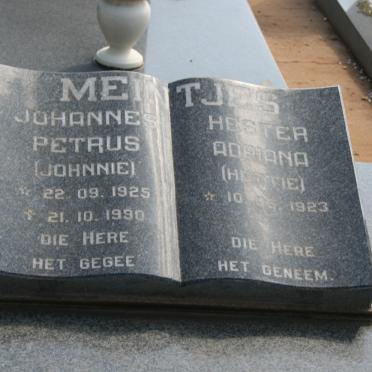 MEINTJES
JOHANNES
PETRUS
(JOHNNIE)
☆ 22.09.1925
✞ 21.10.1990
DIE HERE
HET GEGEE
HESTER
ADRIANA
☆ 10. 1923
DIE HERE
HET GENEEM.